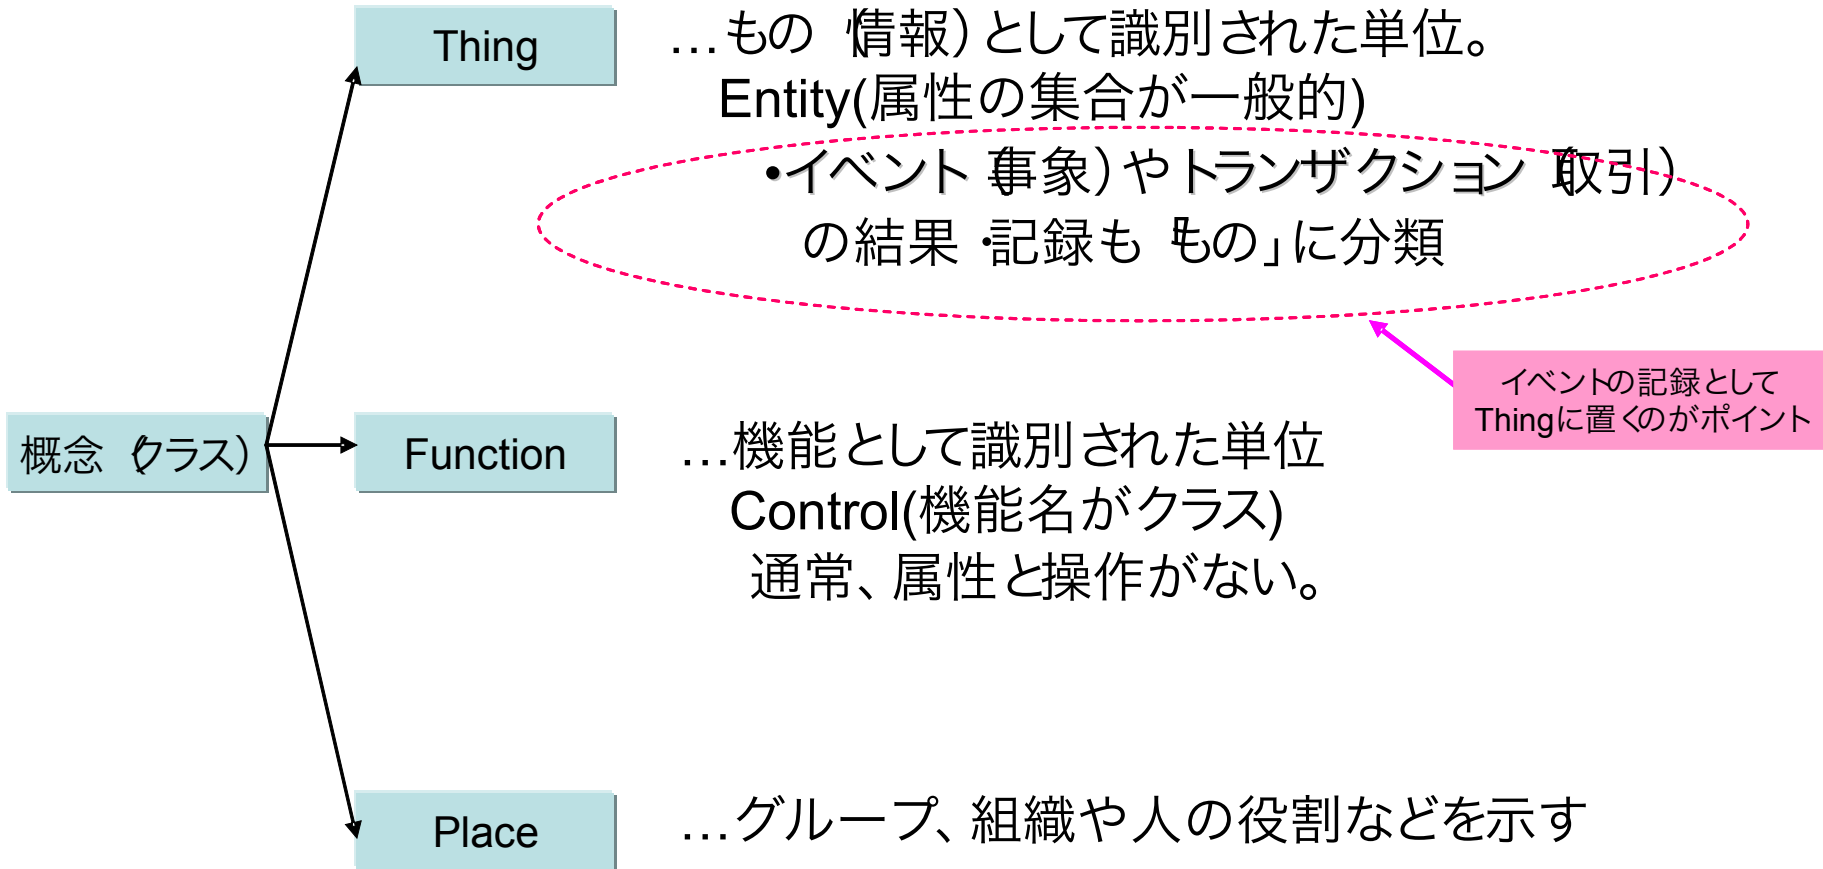 Thing
…もの（情報）として識別された単位。
Entity(属性の集合が一般的)
•イベント（事象）やトランザクション（取引）
の結果・記録も「もの」に分類
イベントの記録として
Thingに置くのがポイント
概念（クラス）
Function
…機能として識別された単位
Control(機能名がクラス)
通常、属性と操作がない。
Place
…グループ、組織や人の役割などを示す